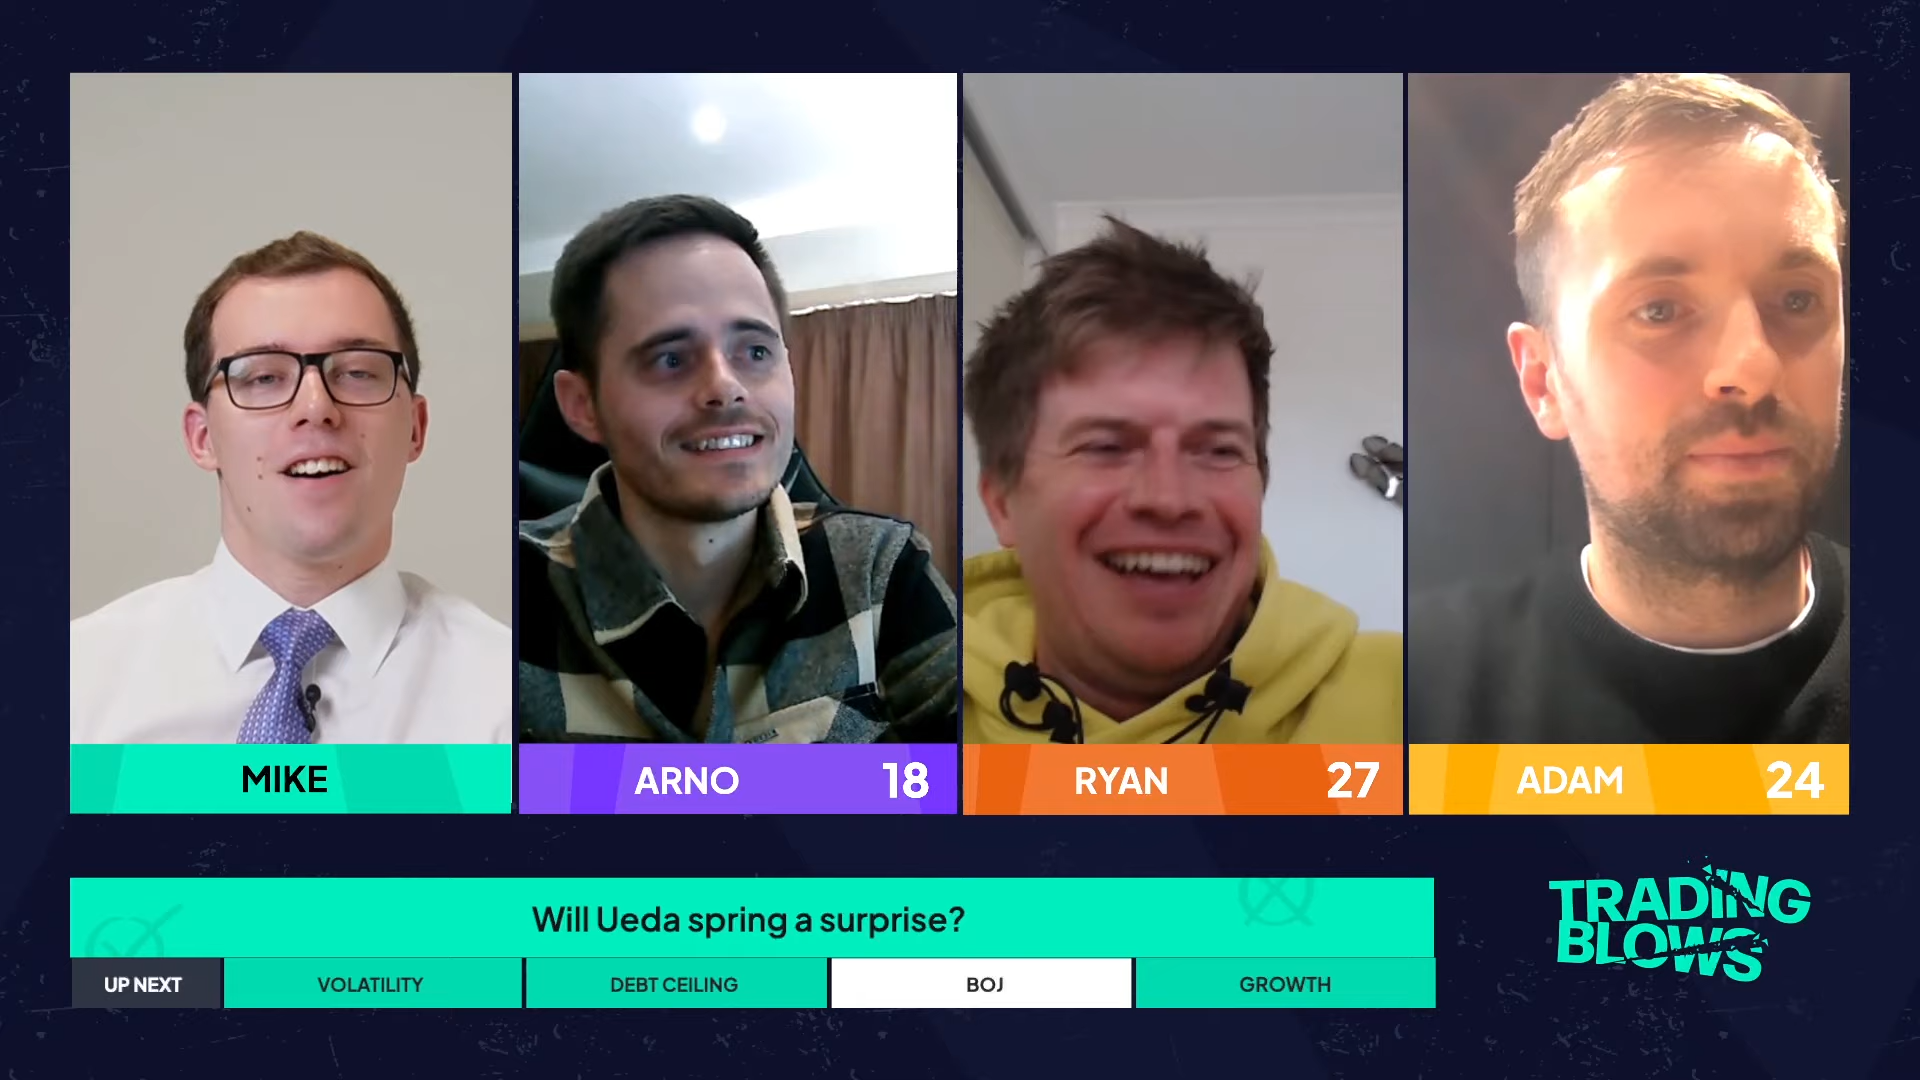 MIKE
ARNO 18
RYAN 27
ADAM 24
Will Ueda spring a surprise?
UP NEXT VOLATILITY DEBT CEILING BOJ GROWTH
TRADING
BLOWS